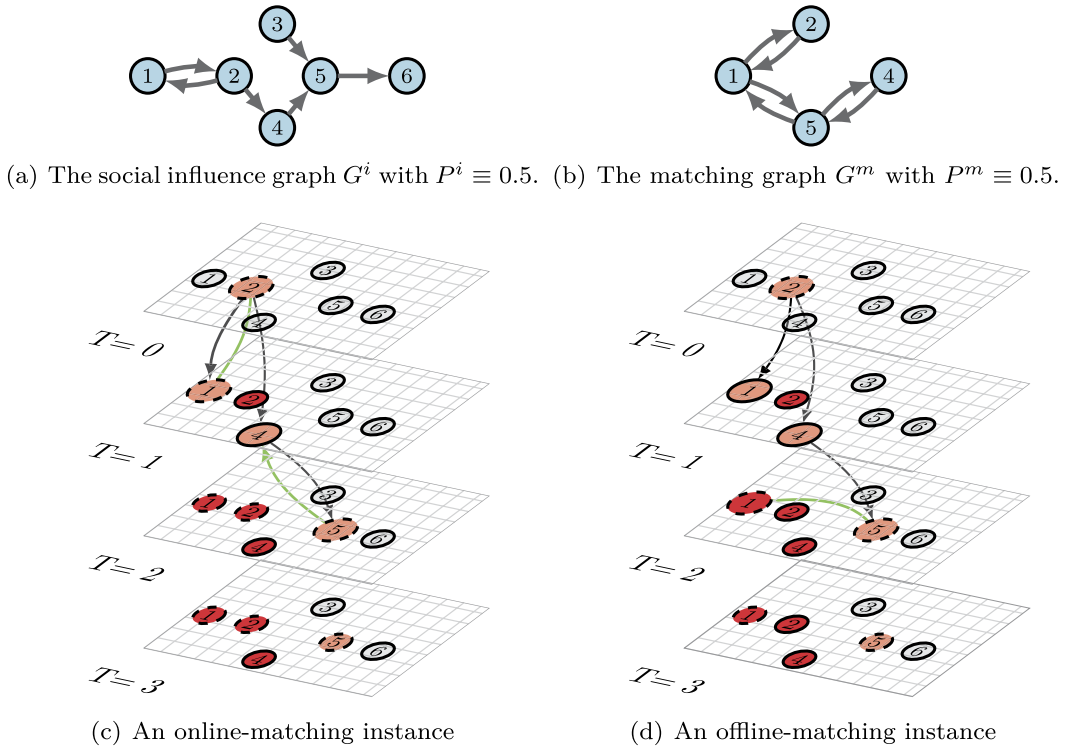 3
1 2 5 6
4
2
1 4
5
(a) The social influence graph Gⁱ with Pⁱ ≡ 0.5.
(b) The matching graph Gᵐ with Pᵐ ≡ 0.5.
1 2 3
4 5 6
T= 0
1 2 3
4 5 6
T= 1
1 2 3
4 5 6
T= 2
1 2 3
4 5 6
T= 3
(c) An online-matching instance
1 2 3
4 5 6
T= 0
1 2 3
4 5 6
T= 1
1 2 3
4 5 6
T= 2
1 2 3
4 5 6
T= 3
(d) An offline-matching instance